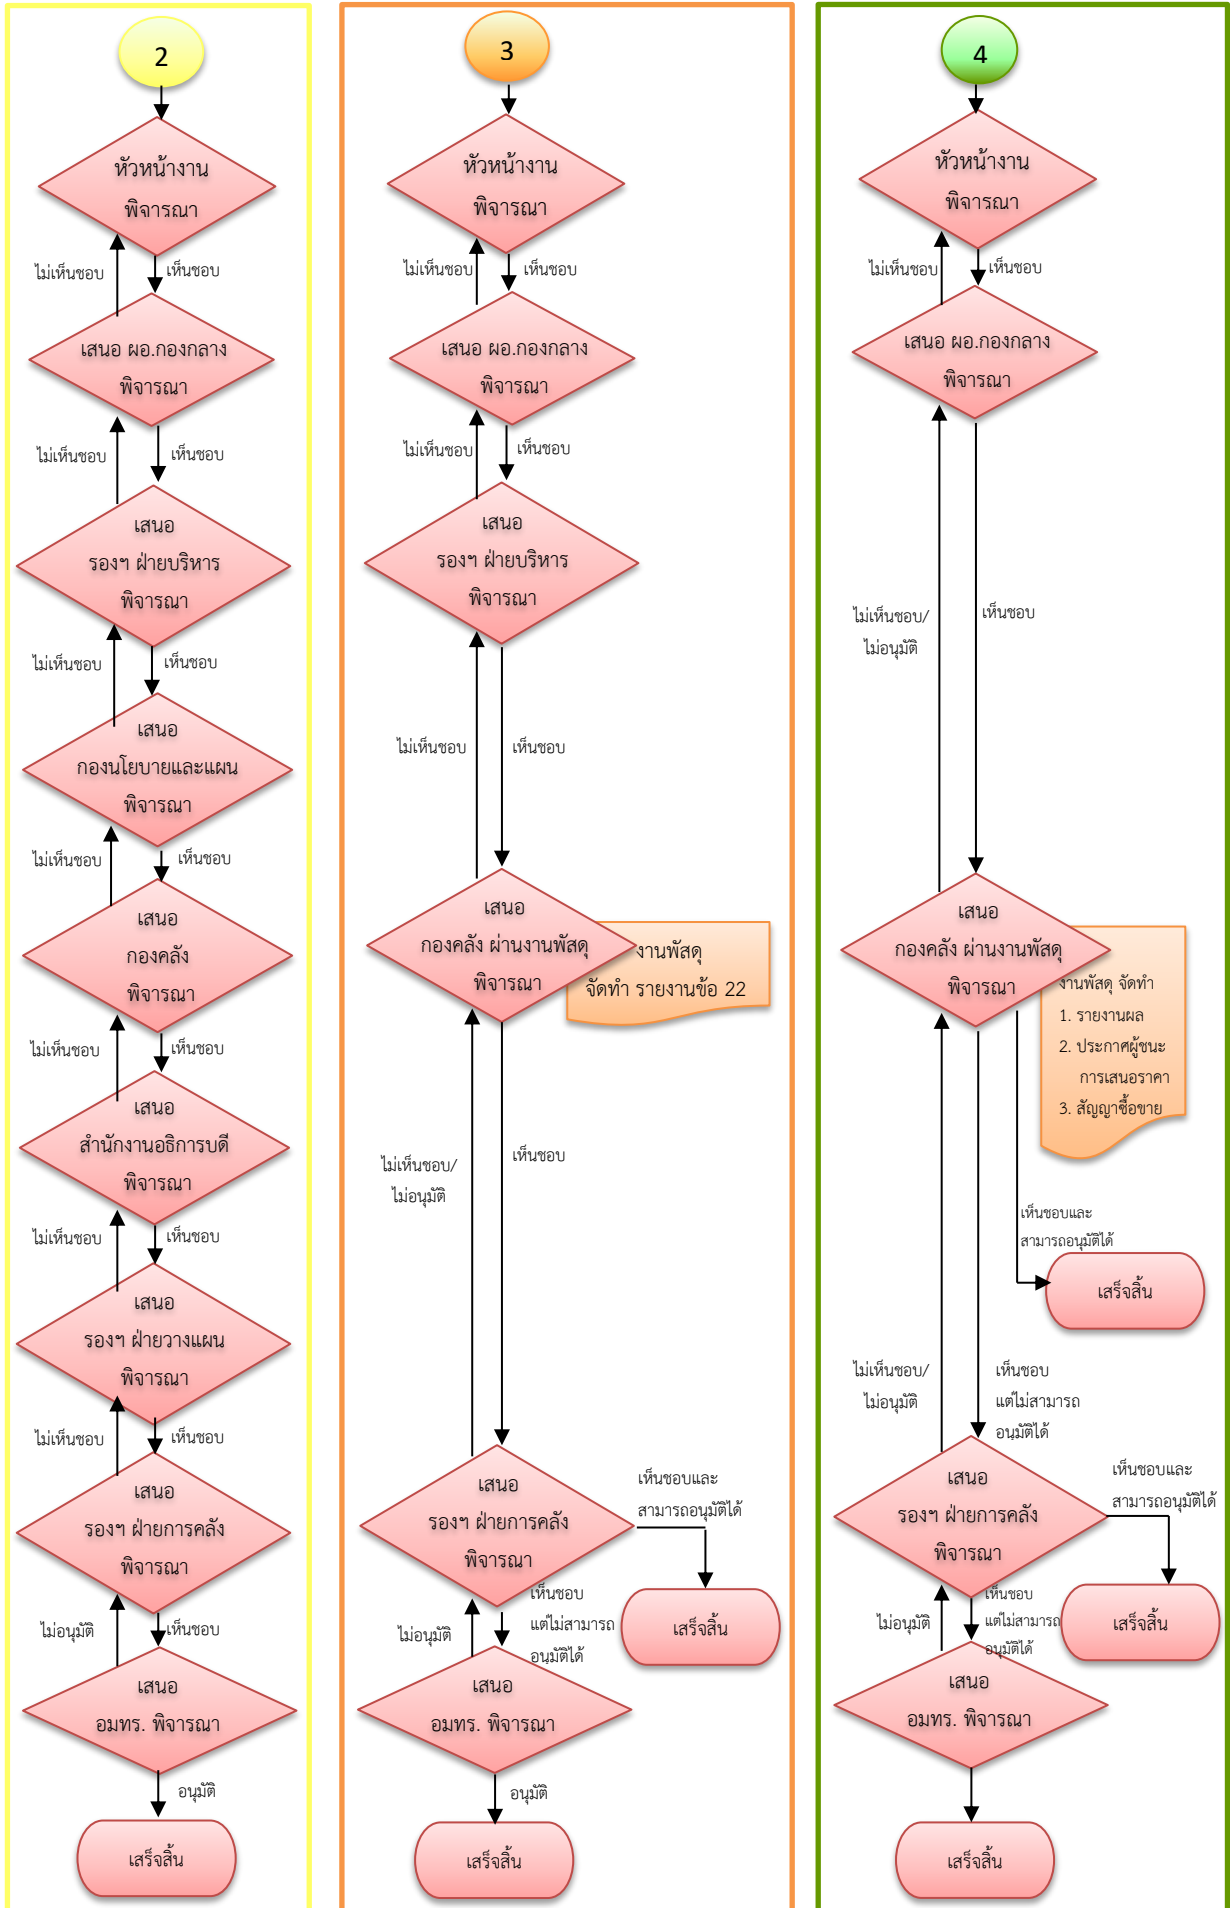 2
หัวหน้างาน
พิจารณา
ไม่เห็นชอบ
เห็นชอบ
เสนอ ผอ.กองกลาง
พิจารณา
ไม่เห็นชอบ
เห็นชอบ
เสนอ
รองฯ ฝ่ายบริหาร
พิจารณา
ไม่เห็นชอบ
เห็นชอบ
เสนอ
กองนโยบายและแผน
พิจารณา
ไม่เห็นชอบ
เห็นชอบ
เสนอ
กองคลัง
พิจารณา
ไม่เห็นชอบ
เห็นชอบ
เสนอ
สำนักงานอธิการบดี
พิจารณา
ไม่เห็นชอบ
เห็นชอบ
เสนอ
รองฯ ฝ่ายวางแผน
พิจารณา
ไม่เห็นชอบ
เห็นชอบ
เสนอ
รองฯ ฝ่ายการคลัง
พิจารณา
ไม่อนุมัติ
เห็นชอบ
เสนอ
อมทร. พิจารณา
อนุมัติ
เสร็จสิ้น
3
หัวหน้างาน
พิจารณา
ไม่เห็นชอบ
เห็นชอบ
เสนอ ผอ.กองกลาง
พิจารณา
ไม่เห็นชอบ
เห็นชอบ
เสนอ
รองฯ ฝ่ายบริหาร
พิจารณา
ไม่เห็นชอบ
เห็นชอบ
เสนอ
กองคลัง ผ่านงานพัสดุ
พิจารณา
งานพัสดุ
จัดทำ รายงานข้อ 22
ไม่เห็นชอบ/
ไม่อนุมัติ
เห็นชอบ
เสนอ
รองฯ ฝ่ายการคลัง
พิจารณา
เห็นชอบและ
สามารถอนุมัติได้
เสร็จสิ้น
ไม่อนุมัติ
เห็นชอบ
แต่ไม่สามารถ
อนุมัติได้
เสนอ
อมทร. พิจารณา
อนุมัติ
เสร็จสิ้น
4
หัวหน้างาน
พิจารณา
ไม่เห็นชอบ
เห็นชอบ
เสนอ ผอ.กองกลาง
พิจารณา
ไม่เห็นชอบ/
ไม่อนุมัติ
เห็นชอบ
เสนอ
กองคลัง ผ่านงานพัสดุ
พิจารณา
งานพัสดุ จัดทำ
1. รายงานผล
2. ประกาศผู้ชนะ
การเสนอราคา
3. สัญญาซื้อขาย
เห็นชอบและ
สามารถอนุมัติได้
เสร็จสิ้น
ไม่เห็นชอบ/
ไม่อนุมัติ
เห็นชอบ
แต่ไม่สามารถ
อนุมัติได้
เสนอ
รองฯ ฝ่ายการคลัง
พิจารณา
เห็นชอบและ
สามารถอนุมัติได้
เสร็จสิ้น
ไม่อนุมัติ
เห็นชอบ
แต่ไม่สามารถ
อนุมัติได้
เสนอ
อมทร. พิจารณา
เสร็จสิ้น